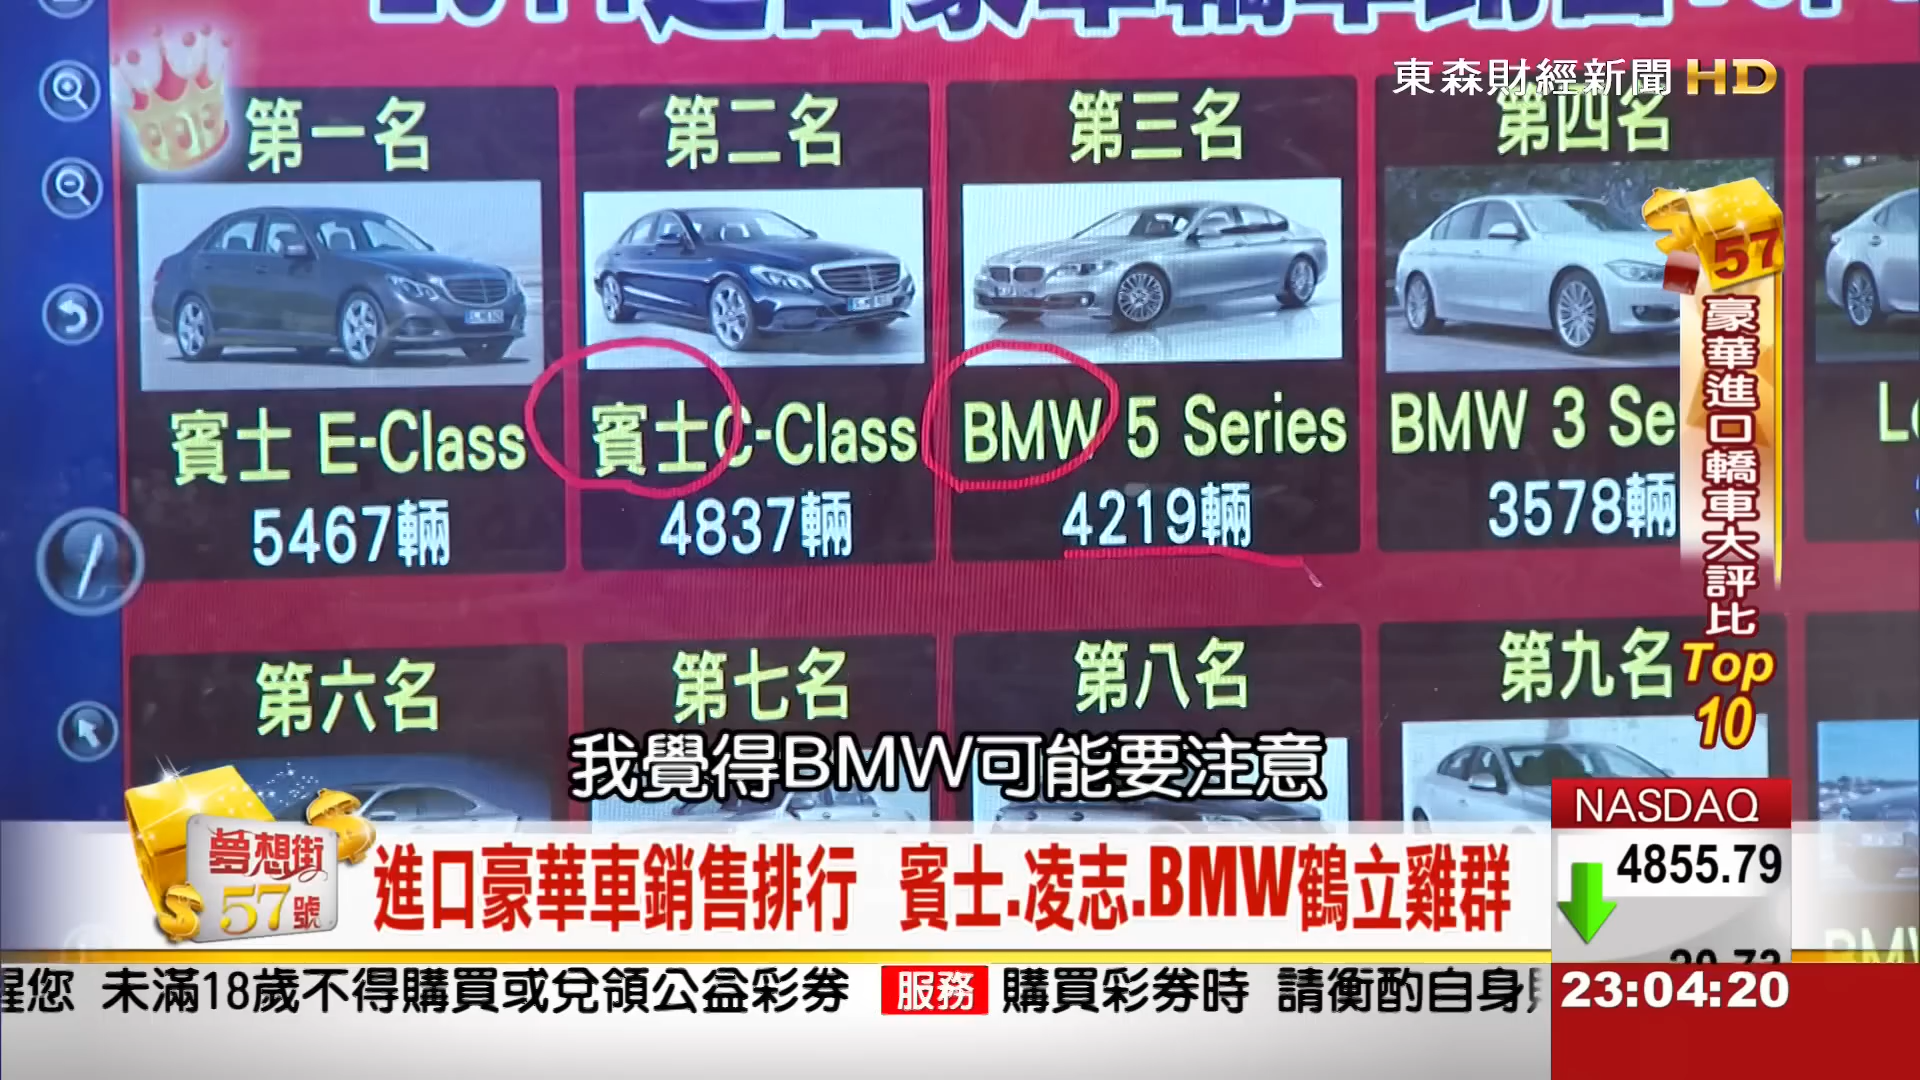 東森財經新聞 HD
第一名
第二名
第三名
第四名
賓士 E-Class
賓士C-Class
BMW 5 Series
BMW 3 Se
5467輛
4837輛
4219輛
3578輛
第六名
第七名
第八名
第九名
57
豪華進口轎車大評比
Top
10
我覺得BMW可能要注意
夢想街
57號
進口豪華車銷售排行 賓士.凌志.BMW鶴立雞群
NASDAQ
4855.79
您 未滿18歲不得購買或兌領公益彩券 服務 購買彩券時 請衡酌自身
23:04:20